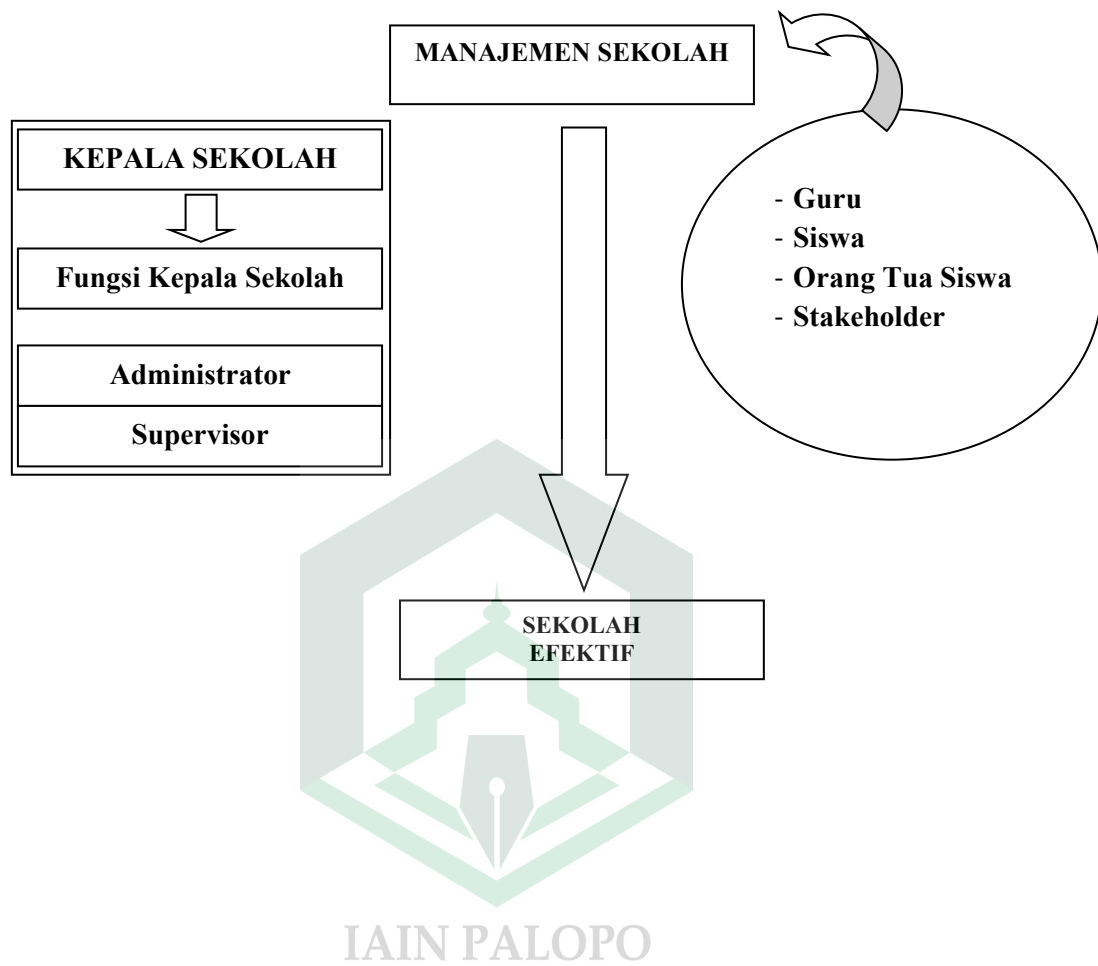 MANAJEMEN SEKOLAH
KEPALA SEKOLAH
Fungsi Kepala Sekolah
Administrator
Supervisor
- Guru
- Siswa
- Orang Tua Siswa
- Stakeholder
SEKOLAH
EFEKTIF
IAIN PALOPO